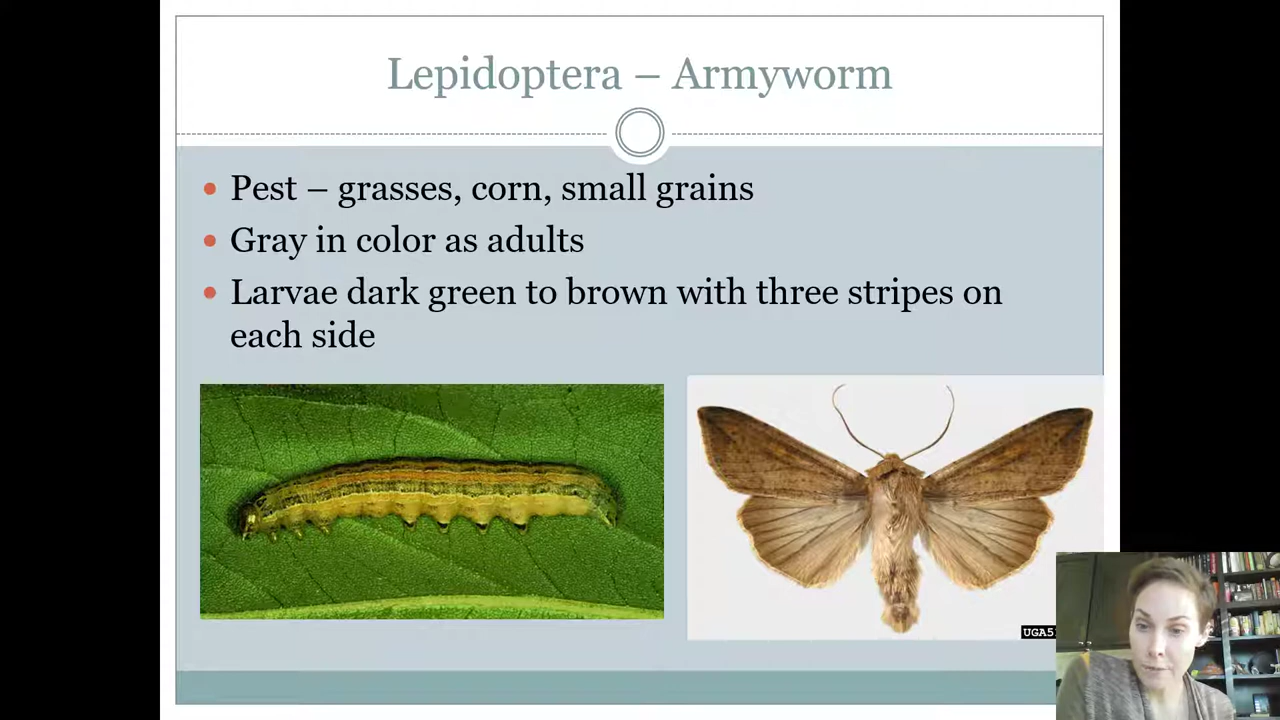 Lepidoptera – Armyworm
• Pest – grasses, corn, small grains
• Gray in color as adults
• Larvae dark green to brown with three stripes on
each side
UGA5